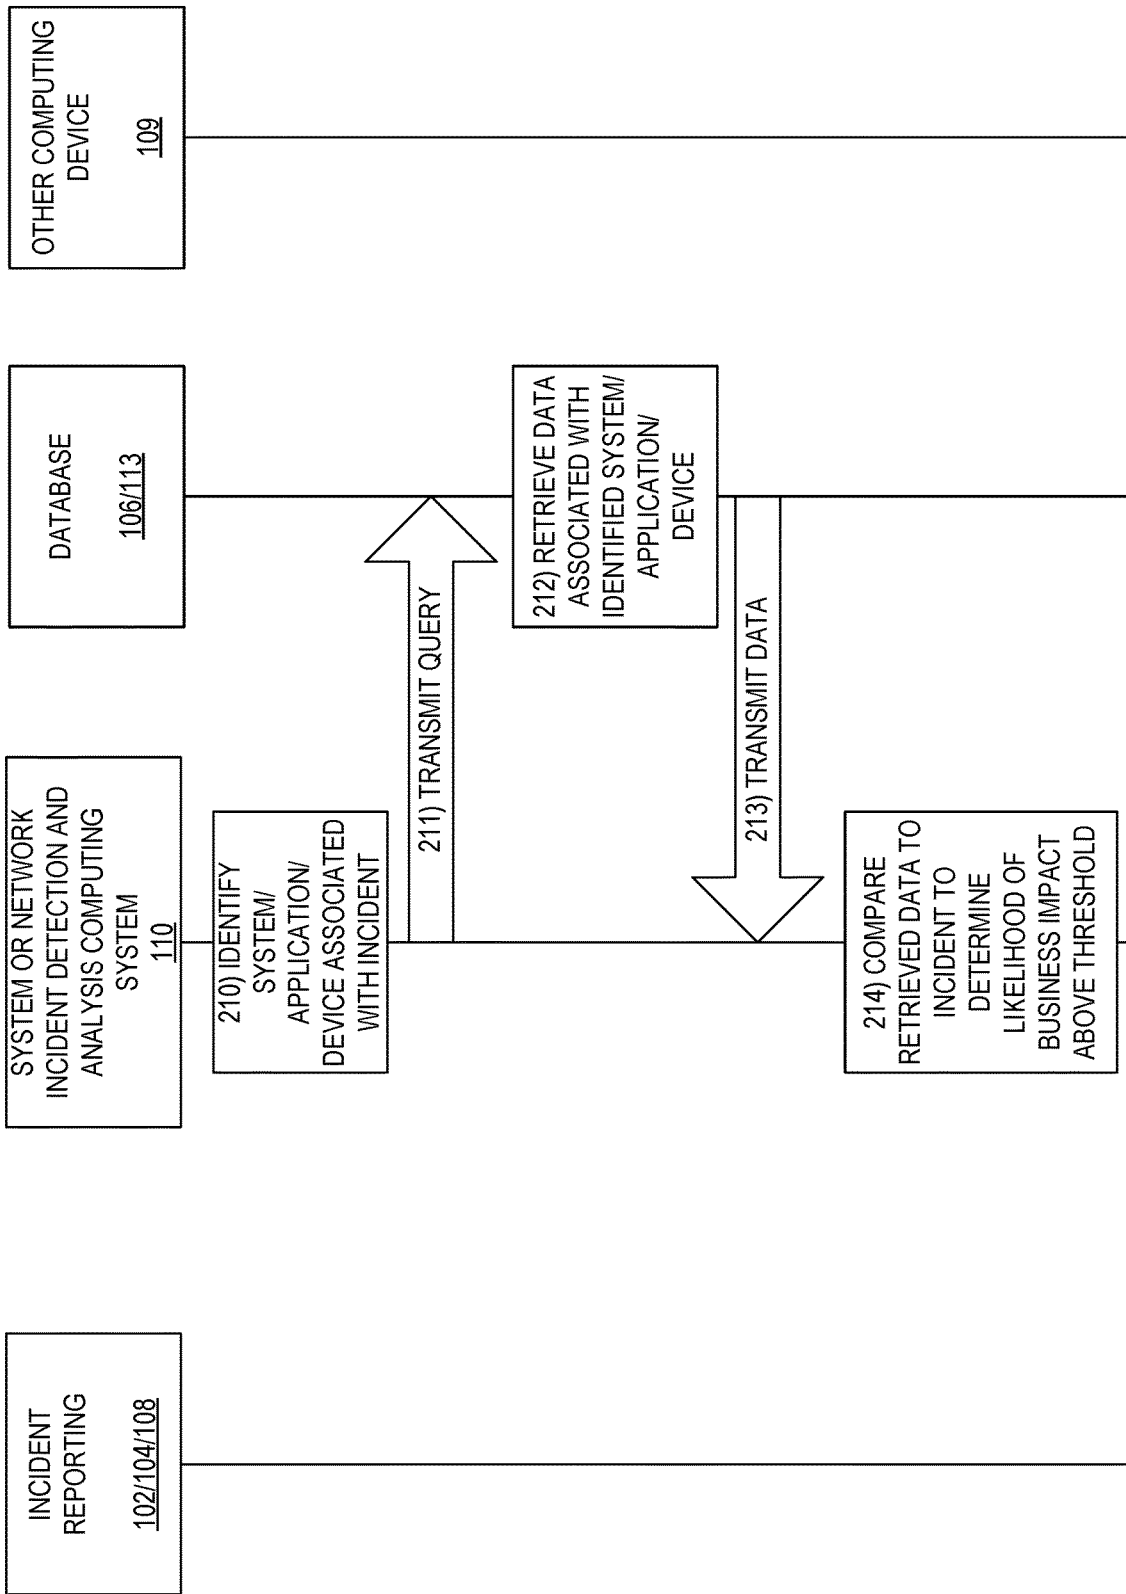 INCIDENT
REPORTING
102/104/108
SYSTEM OR NETWORK
INCIDENT DETECTION AND
ANALYSIS COMPUTING
SYSTEM
110
DATABASE
106/113
OTHER COMPUTING
DEVICE
109
210) IDENTIFY
SYSTEM/
APPLICATION/
DEVICE ASSOCIATED
WITH INCIDENT
211) TRANSMIT QUERY
212) RETRIEVE DATA
ASSOCIATED WITH
IDENTIFIED SYSTEM/
APPLICATION/
DEVICE
213) TRANSMIT DATA
214) COMPARE
RETRIEVED DATA TO
INCIDENT TO
DETERMINE
LIKELIHOOD OF
BUSINESS IMPACT
ABOVE THRESHOLD